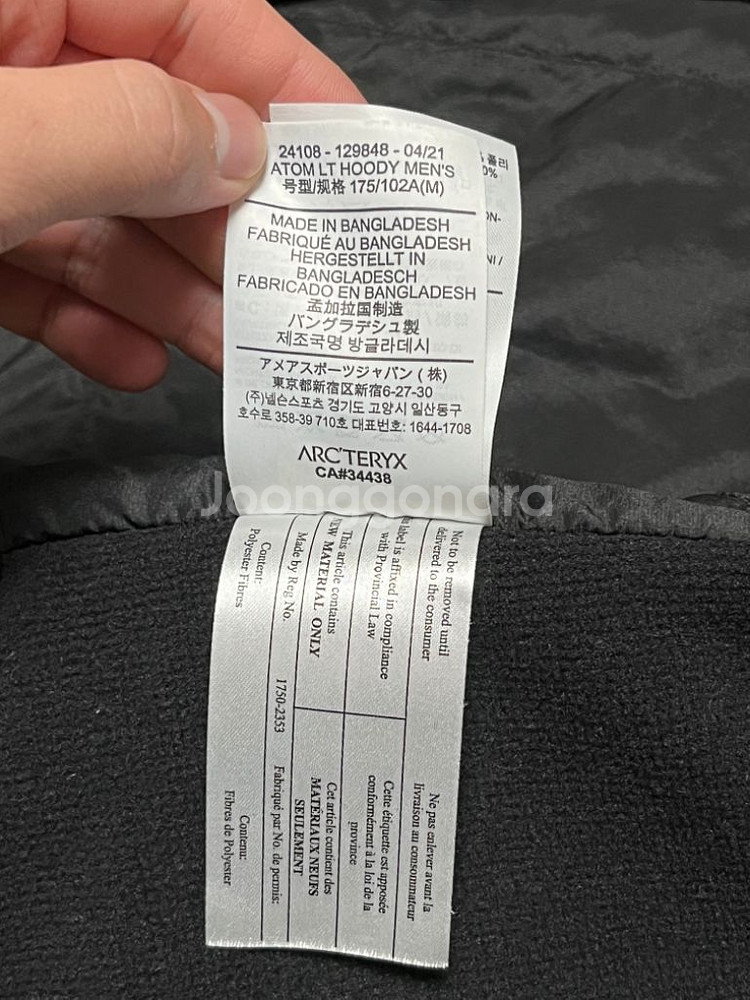 24108 - 129848 - 04/21
ATOM LT HOODY MEN'S
号型/规格 175/102A(M)
MADE IN BANGLADESH
FABRIQUÉ AU BANGLADESH
HERGESTELLT IN
BANGLADESCH
FABRICADO EN BANGLADESH
孟加拉国制造
バングラデシュ製
제조국명 방글라데시
アメアスポーツジャパン (株)
東京都新宿区新宿6-27-30
(주)넬슨스포츠 경기도 고양시 일산동구
호수로 358-39 710호 대표번호: 1644-1708
ARC'TERYX
CA#34438
Joonggonara
Not to be removed until
delivered to the consumer
Ne pas enlever avant la
livraison au consommateur
label is affixed in compliance
with Provincial Law
Cette étiquette est apposée
conformément à la loi de la
province
This article contains
NEW MATERIAL ONLY
Cet article contient des
MATÉRIAUX NEUFS
SEULEMENT
Made by Reg No.
1750-2353
Fabriqué par No. de permis:
Content:
Polyester Fibres
Contenu:
Fibres de Polyester